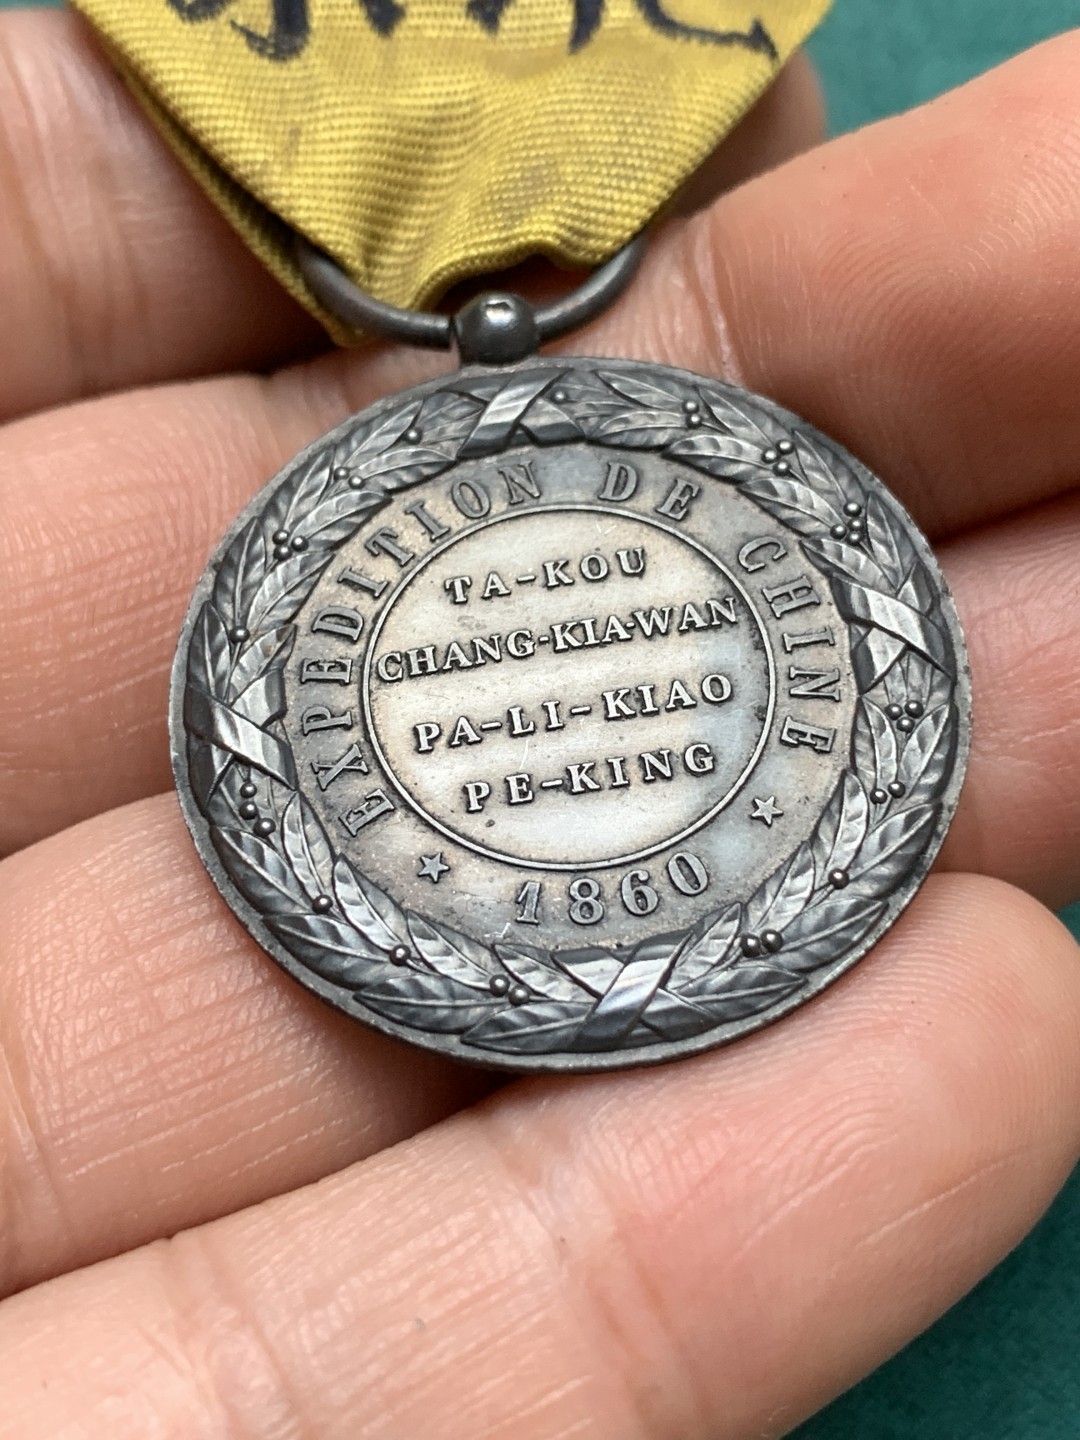 EXPEDITION DE CHINE
TA-KOU
CHANG-KIA-WAN
PA-LI-KIAO
PE-KING
1860